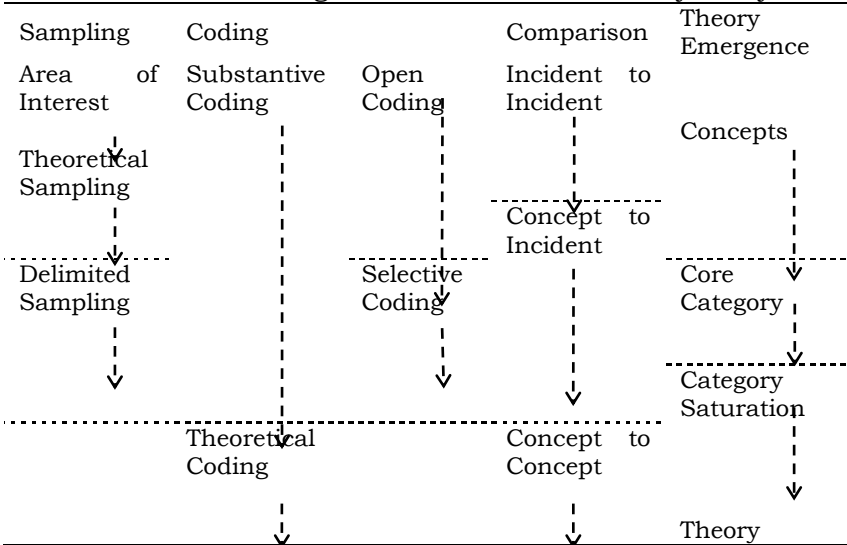 Sampling Coding Comparison Theory
Emergence
Area of Substantive Open Incident to
Interest Coding Coding Incident
Concepts
Theoretical
Sampling
Concept to
Incident
Delimited Selective Core
Sampling Coding Category
Category
Saturation
Theoretical Concept to
Coding Concept
Theory